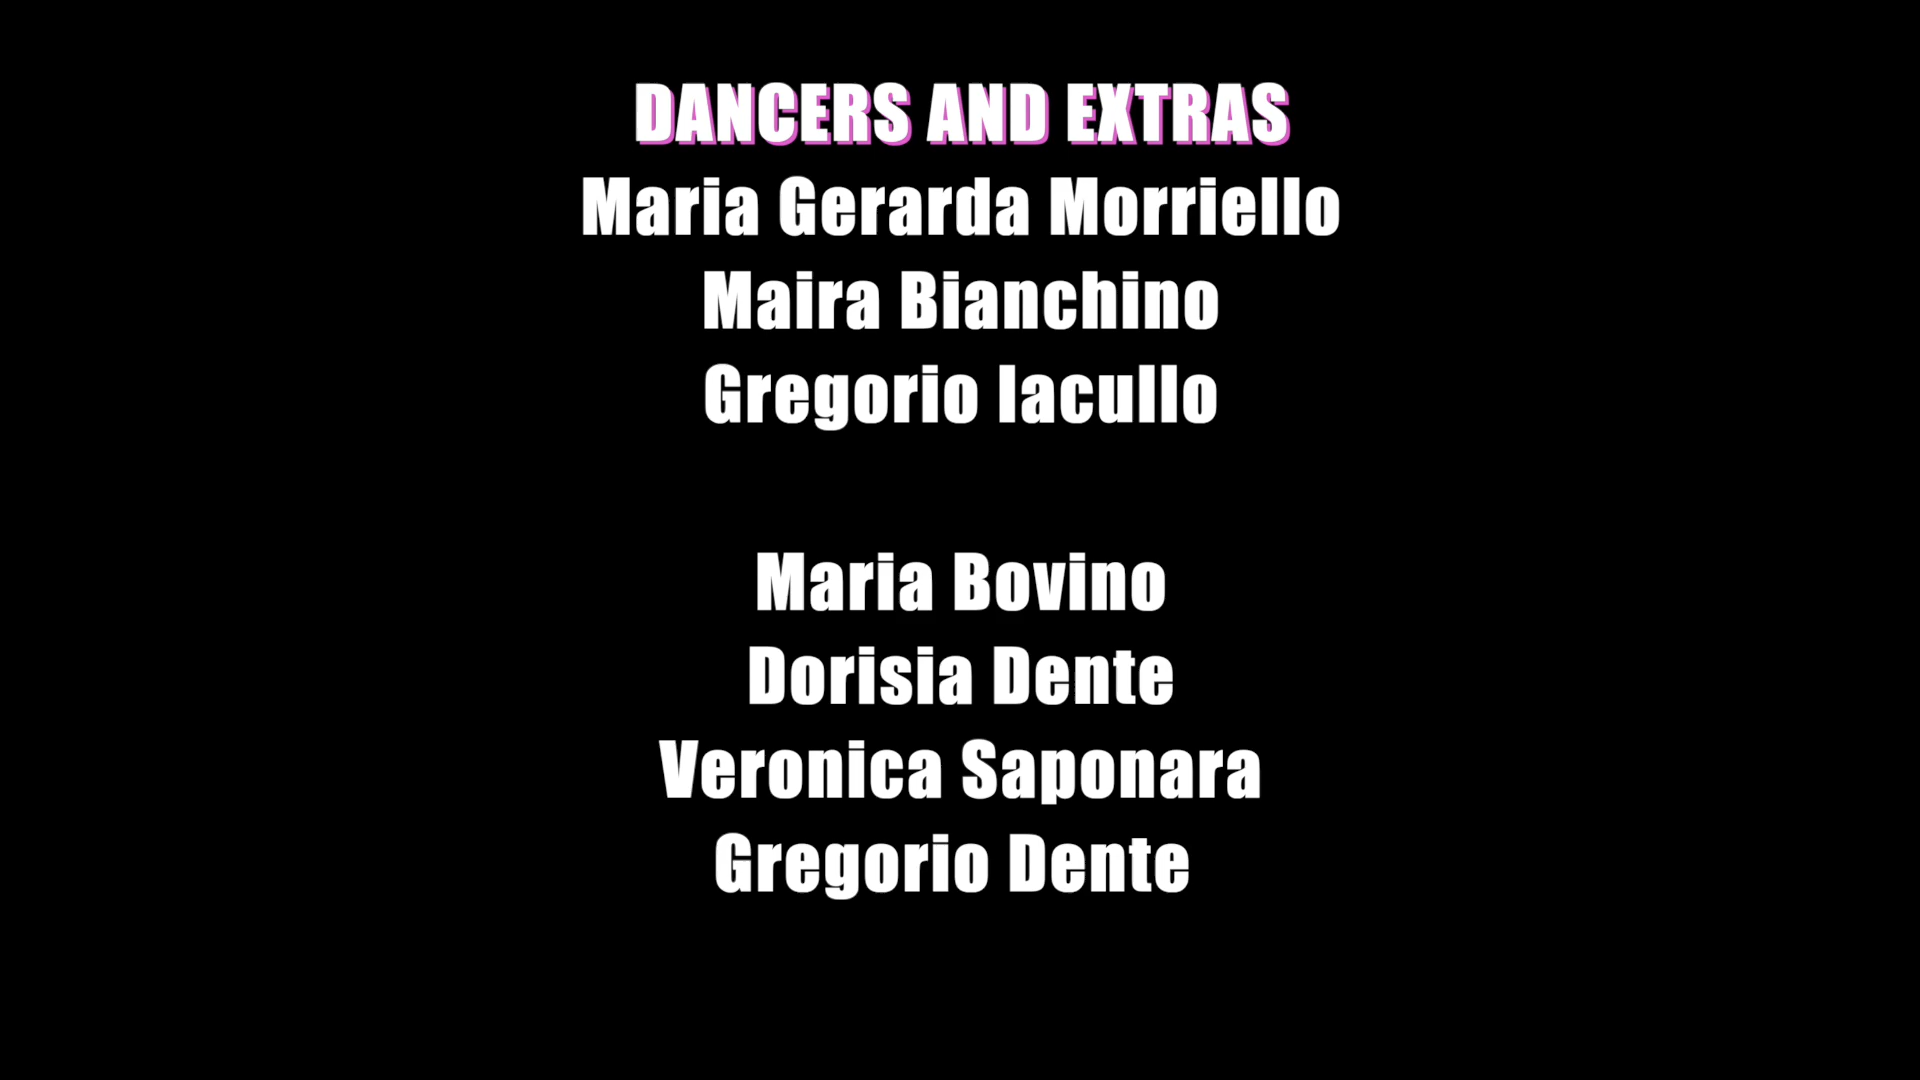 DANCERS AND EXTRAS
Maria Gerarda Morriello
Maira Bianchino
Gregorio Iacullo
Maria Bovino
Dorisia Dente
Veronica Saponara
Gregorio Dente